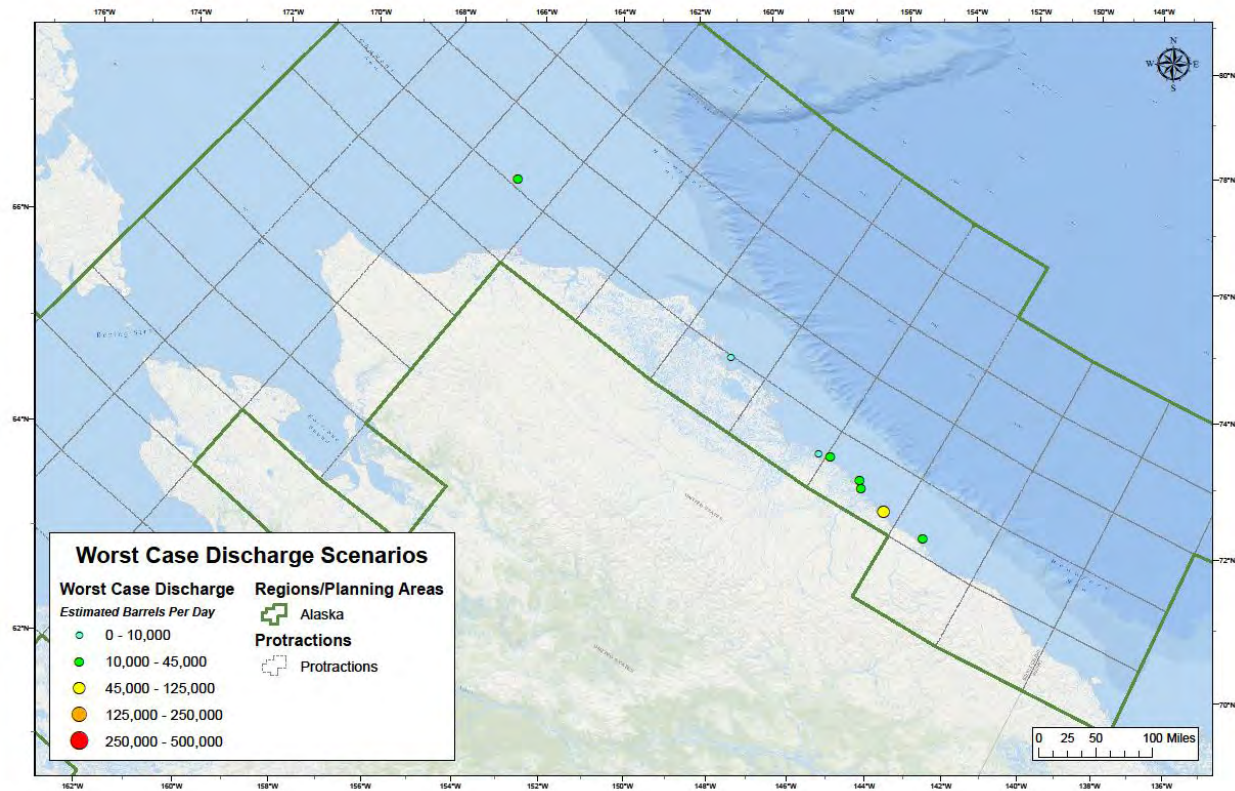 174°W 172°W 170°W 168°W 166°W 164°W 162°W 160°W 158°W 156°W 154°W 152°W 150°W 148°W
N
W E
S
80°N
78°N
66°N
76°N
64°N
74°N
72°N
62°N
70°N
UNITED STATES
Worst Case Discharge Scenarios
Worst Case Discharge
Estimated Barrels Per Day
0 - 10,000
10,000 - 45,000
45,000 - 125,000
125,000 - 250,000
250,000 - 500,000
Regions/Planning Areas
Alaska
Protractions
Protractions
0 25 50 100 Miles
162°W 160°W 158°W 156°W 154°W 152°W 150°W 148°W 146°W 144°W 142°W 140°W 138°W 136°W